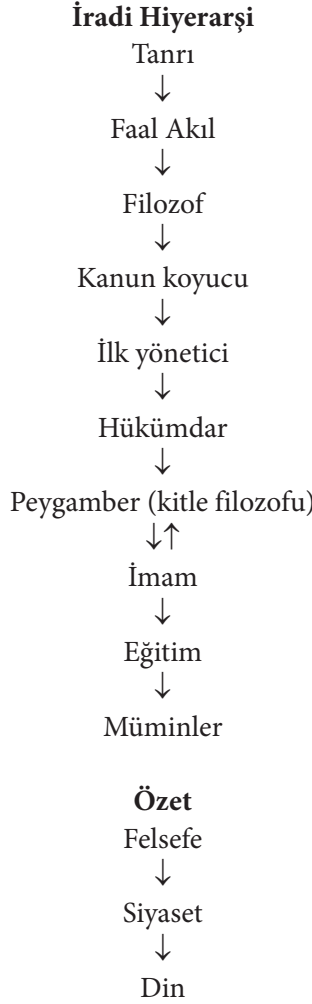 İradi Hiyerarşi
Tanrı
↓
Faal Akıl
↓
Filozof
↓
Kanun koyucu
↓
İlk yönetici
↓
Hükümdar
↓
Peygamber (kitle filozofu)
↓↑
İmam
↓
Eğitim
↓
Müminler
Özet
Felsefe
↓
Siyaset
↓
Din